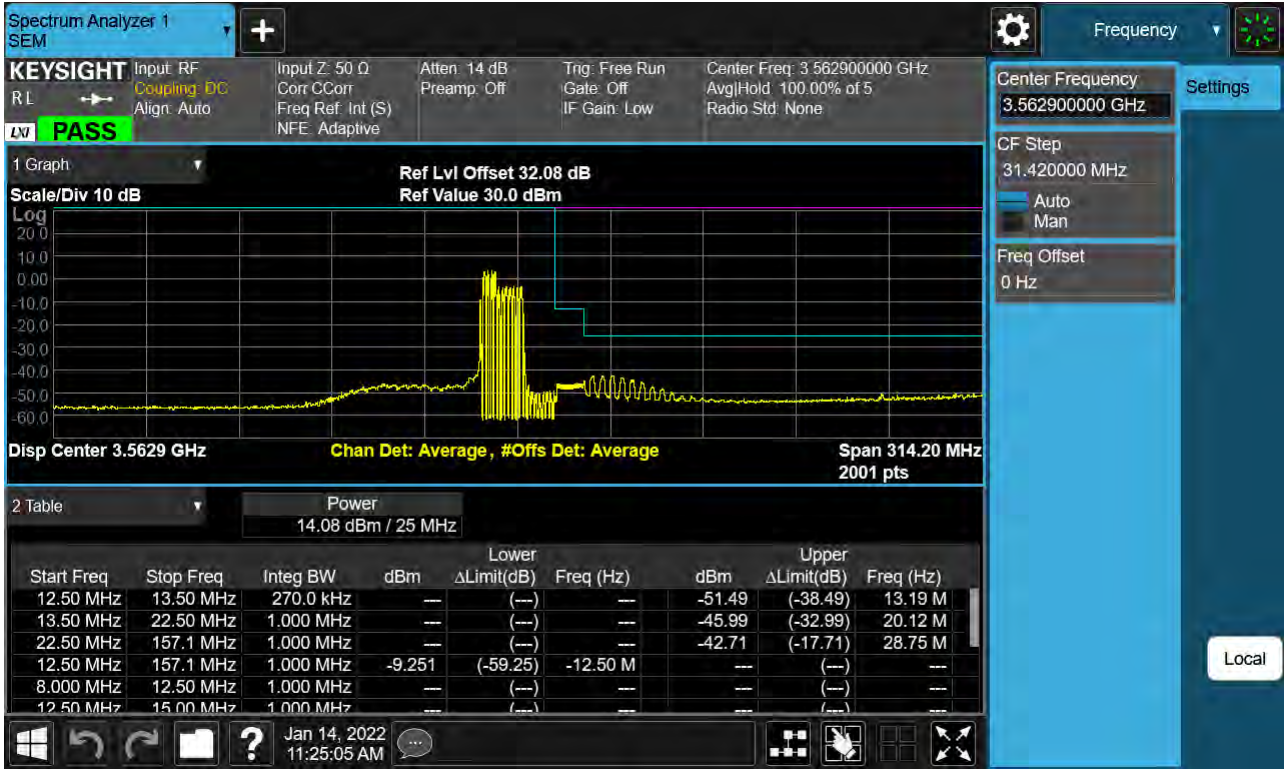 Spectrum Analyzer 1
SEM
Frequency
KEYSIGHT
RL
LXI PASS
Input: RF
Coupling: DC
Align: Auto
Input Z: 50 Ω
Corr CCorr
Freq Ref: Int (S)
NFE: Adaptive
Atten: 14 dB
Preamp: Off
Trig: Free Run
Gate: Off
IF Gain: Low
Center Freq: 3.562900000 GHz
Avg|Hold: 100.00% of 5
Radio Std: None
Center Frequency
3.562900000 GHz
Settings
CF Step
31.420000 MHz
Auto
Man
Freq Offset
0 Hz
1 Graph
Ref Lvl Offset 32.08 dB
Scale/Div 10 dB
Ref Value 30.0 dBm
Log
20.0
10.0
0.00
-10.0
-20.0
-30.0
-40.0
-50.0
-60.0
Disp Center 3.5629 GHz
Chan Det: Average, #Offs Det: Average
Span 314.20 MHz
2001 pts
2 Table
Power
14.08 dBm / 25 MHz
Lower Upper
Start Freq Stop Freq Integ BW dBm ΔLimit(dB) Freq (Hz) dBm ΔLimit(dB) Freq (Hz)
12.50 MHz 13.50 MHz 270.0 kHz --- (---) --- -51.49 (-38.49) 13.19 M
13.50 MHz 22.50 MHz 1.000 MHz --- (---) --- -45.99 (-32.99) 20.12 M
22.50 MHz 157.1 MHz 1.000 MHz --- (---) --- -42.71 (-17.71) 28.75 M
12.50 MHz 157.1 MHz 1.000 MHz -9.251 (-59.25) -12.50 M --- (---) ---
8.000 MHz 12.50 MHz 1.000 MHz --- (---) --- --- (---) ---
12.50 MHz 15.00 MHz 1.000 MHz --- (---) --- --- (---) ---
Local
Jan 14, 2022
11:25:05 AM